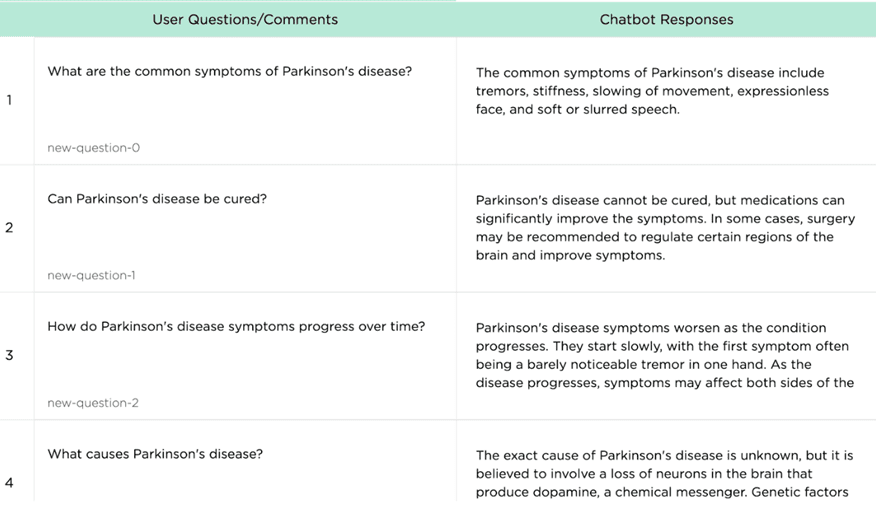 User Questions/Comments
Chatbot Responses
1
What are the common symptoms of Parkinson's disease?
new-question-0
The common symptoms of Parkinson's disease include
tremors, stiffness, slowing of movement, expressionless
face, and soft or slurred speech.
2
Can Parkinson's disease be cured?
new-question-1
Parkinson's disease cannot be cured, but medications can
significantly improve the symptoms. In some cases, surgery
may be recommended to regulate certain regions of the
brain and improve symptoms.
3
How do Parkinson's disease symptoms progress over time?
new-question-2
Parkinson's disease symptoms worsen as the condition
progresses. They start slowly, with the first symptom often
being a barely noticeable tremor in one hand. As the
disease progresses, symptoms may affect both sides of the
4
What causes Parkinson's disease?
The exact cause of Parkinson's disease is unknown, but it is
believed to involve a loss of neurons in the brain that
produce dopamine, a chemical messenger. Genetic factors